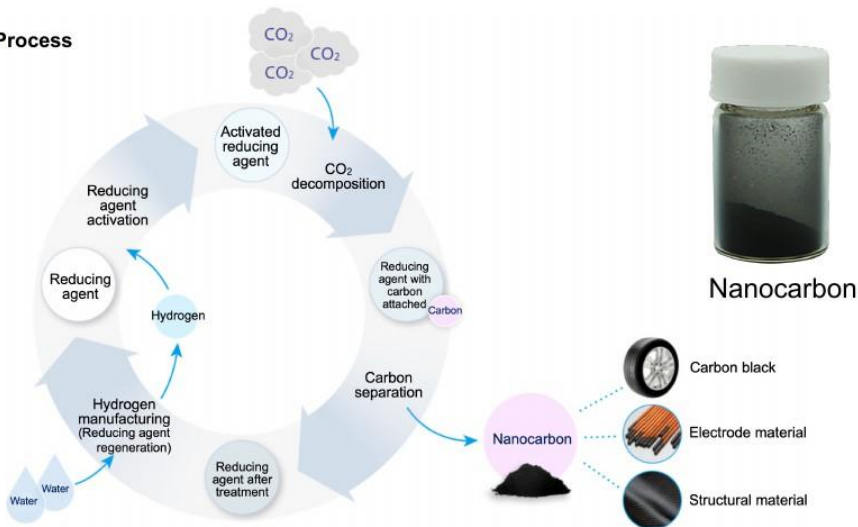 Process
CO₂
CO₂
CO₂
Activated
reducing
agent
CO₂
decomposition
Reducing
agent
activation
Reducing
agent
Hydrogen
Reducing
agent with
carbon
attached
Carbon
Nanocarbon
Carbon
separation
Hydrogen
manufacturing
(Reducing agent
regeneration)
Reducing
agent after
treatment
Water
Water
Nanocarbon
Carbon black
Electrode material
Structural material